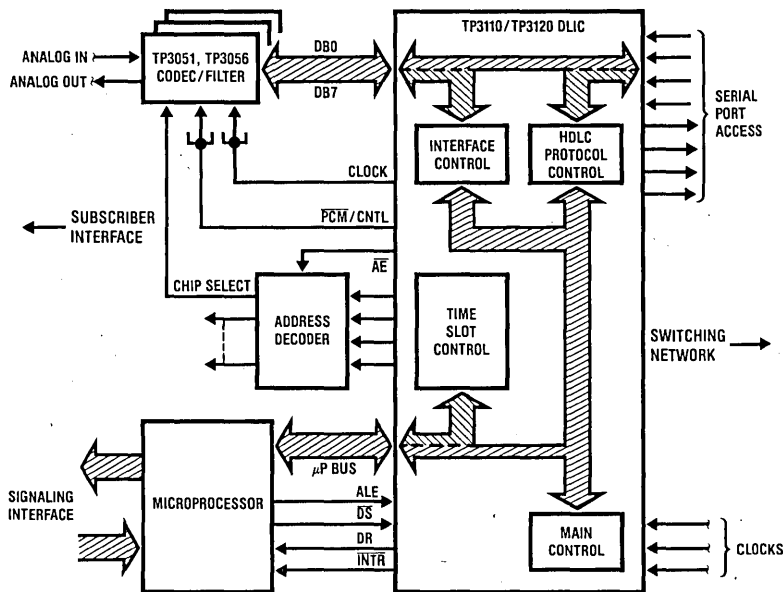 TP3110/TP3120 DLIC
ANALOG IN
ANALOG OUT
TP3051, TP3056
CODEC/FILTER
DB0
DB7
INTERFACE
CONTROL
HDLC
PROTOCOL
CONTROL
SERIAL
PORT
ACCESS
CLOCK
PCM/CNTL
SUBSCRIBER
INTERFACE
AE
CHIP SELECT
ADDRESS
DECODER
TIME
SLOT
CONTROL
SWITCHING
NETWORK
μP BUS
MICROPROCESSOR
SIGNALING
INTERFACE
ALE
DS
DR
INTR
MAIN
CONTROL
CLOCKS